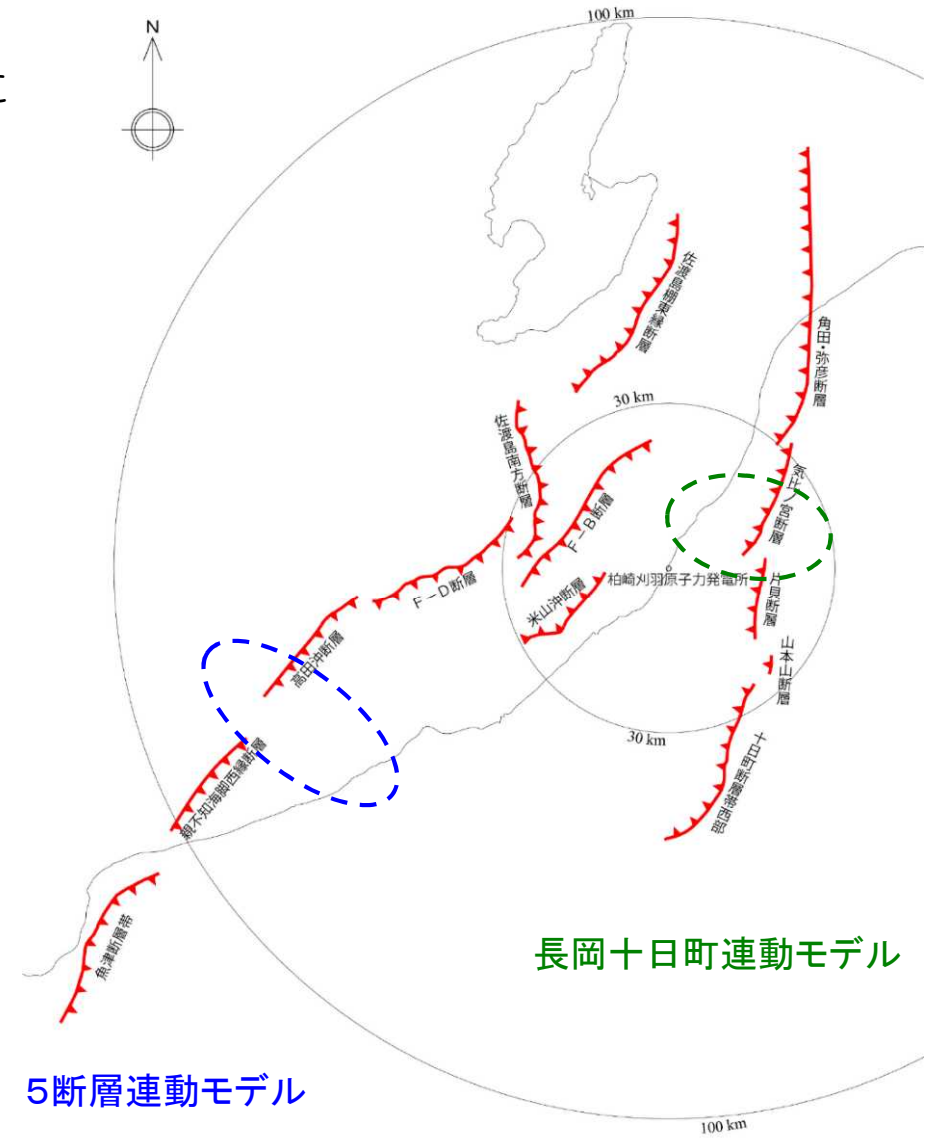 100 km
N
に
佐渡島棚東縁断層
角田・弥彦断層
30 km
佐渡島南方断層
気比ノ宮断層
F－B断層
F－D断層
柏崎刈羽原子力発電所
片貝断層
米山沖断層
山本山断層
高田沖断層
30 km
十日町断層帯西部
親不知海脚西縁断層
魚津断層帯
長岡十日町連動モデル
5断層連動モデル
100 km